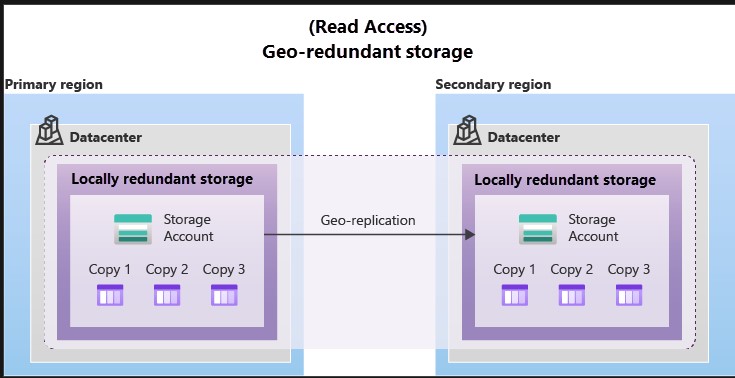 (Read Access)
Geo-redundant storage
Primary region
Secondary region
Datacenter
Datacenter
Locally redundant storage
Locally redundant storage
Storage
Account
Geo-replication
Storage
Account
Copy 1 Copy 2 Copy 3
Copy 1 Copy 2 Copy 3